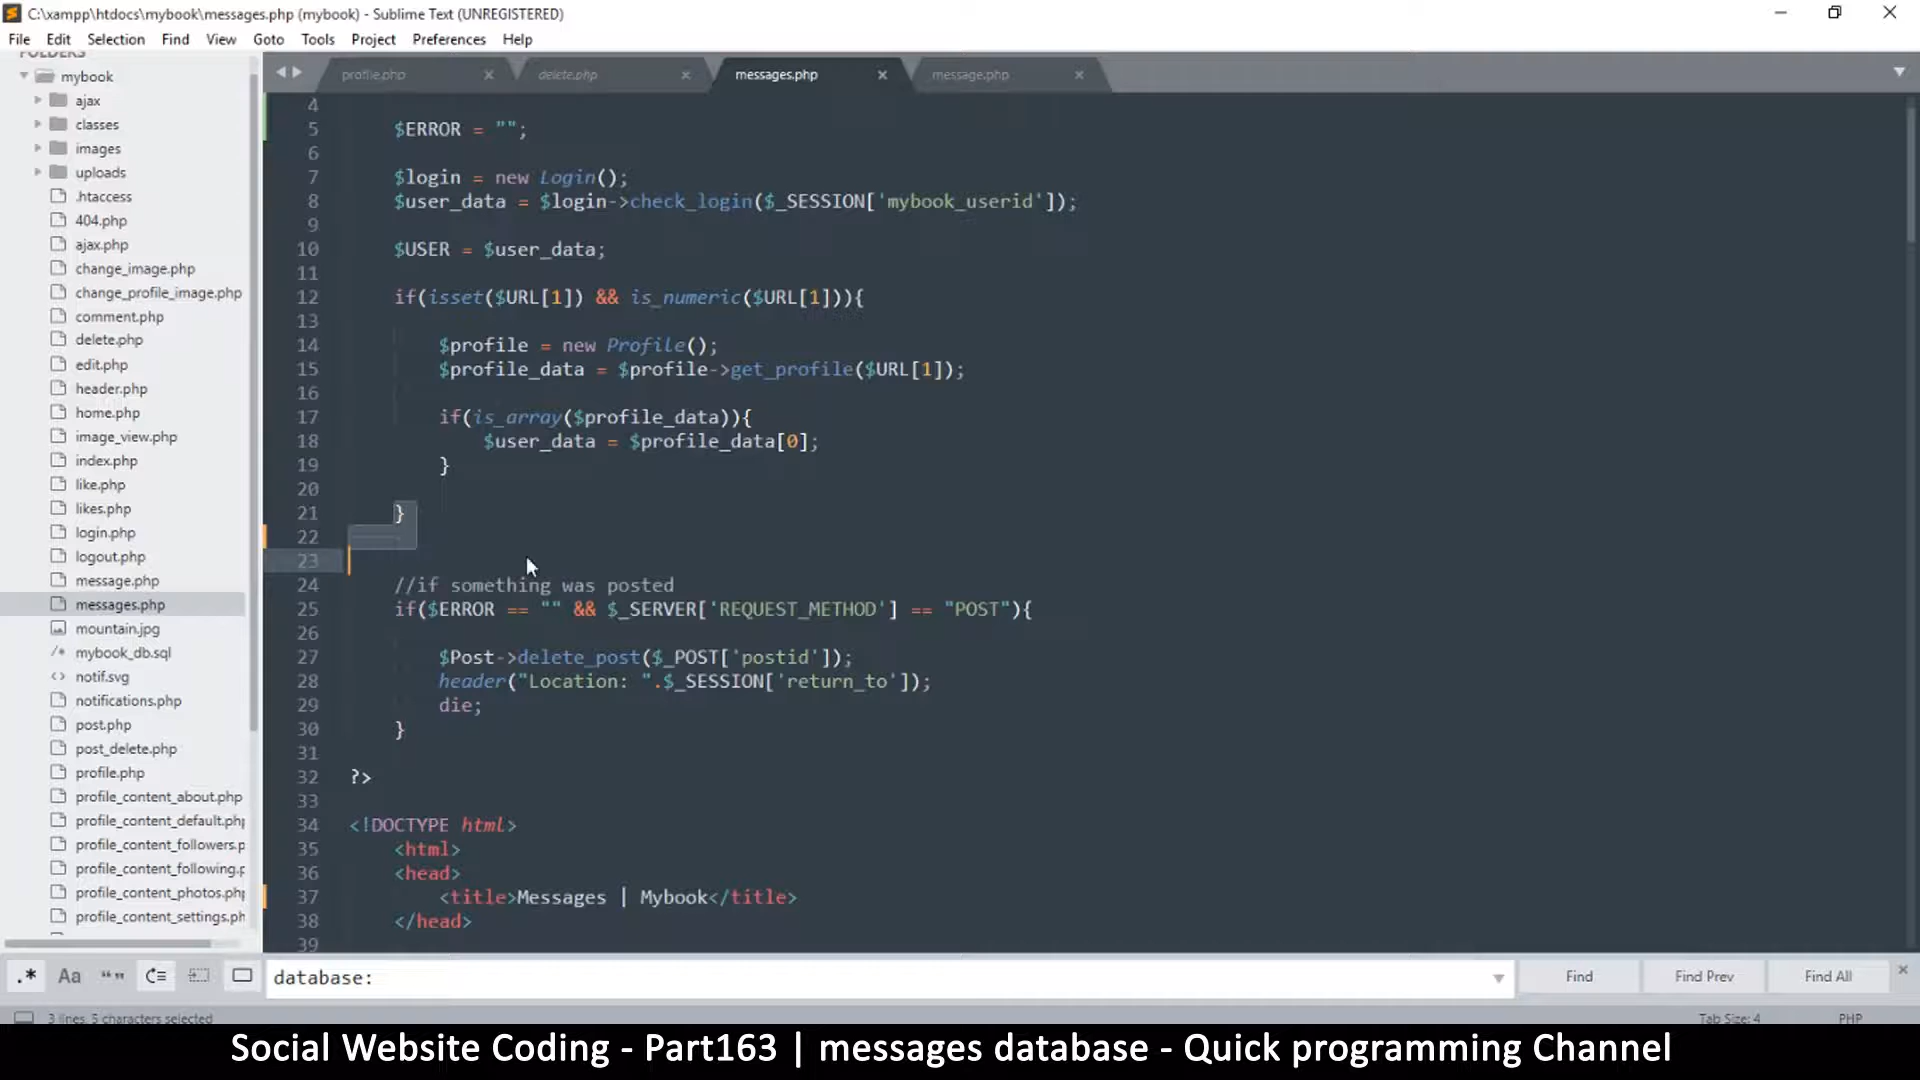 C:\xampp\htdocs\mybook\messages.php (mybook) - Sublime Text (UNREGISTERED)
File Edit Selection Find View Goto Tools Project Preferences Help
FOLDERS
mybook
ajax
classes
images
uploads
.htaccess
404.php
ajax.php
change_image.php
change_profile_image.php
comment.php
delete.php
edit.php
header.php
home.php
image_view.php
index.php
like.php
likes.php
login.php
logout.php
message.php
messages.php
mountain.jpg
mybook_db.sql
notif.svg
notifications.php
post.php
post_delete.php
profile.php
profile_content_about.php
profile_content_default.php
profile_content_followers.p
profile_content_following.p
profile_content_photos.php
profile_content_settings.ph
profile.php delete.php messages.php message.php
4
5 $ERROR = "";
6
7 $login = new Login();
8 $user_data = $login->check_login($_SESSION['mybook_userid']);
9
10 $USER = $user_data;
11
12 if(isset($URL[1]) && is_numeric($URL[1])){
13
14 $profile = new Profile();
15 $profile_data = $profile->get_profile($URL[1]);
16
17 if(is_array($profile_data)){
18 $user_data = $profile_data[0];
19 }
20
21 }
22
23
24 //if something was posted
25 if($ERROR == "" && $_SERVER['REQUEST_METHOD'] == "POST"){
26
27 $Post->delete_post($_POST['postid']);
28 header("Location: ".$_SESSION['return_to']);
29 die;
30 }
31
32 ?>
33
34 <!DOCTYPE html>
35 <html>
36 <head>
37 <title>Messages | Mybook</title>
38 </head>
39
.* Aa “” database: Find Find Prev Find All
3 lines, 5 characters selected Tab Size: 4 PHP
Social Website Coding - Part163 | messages database - Quick programming Channel